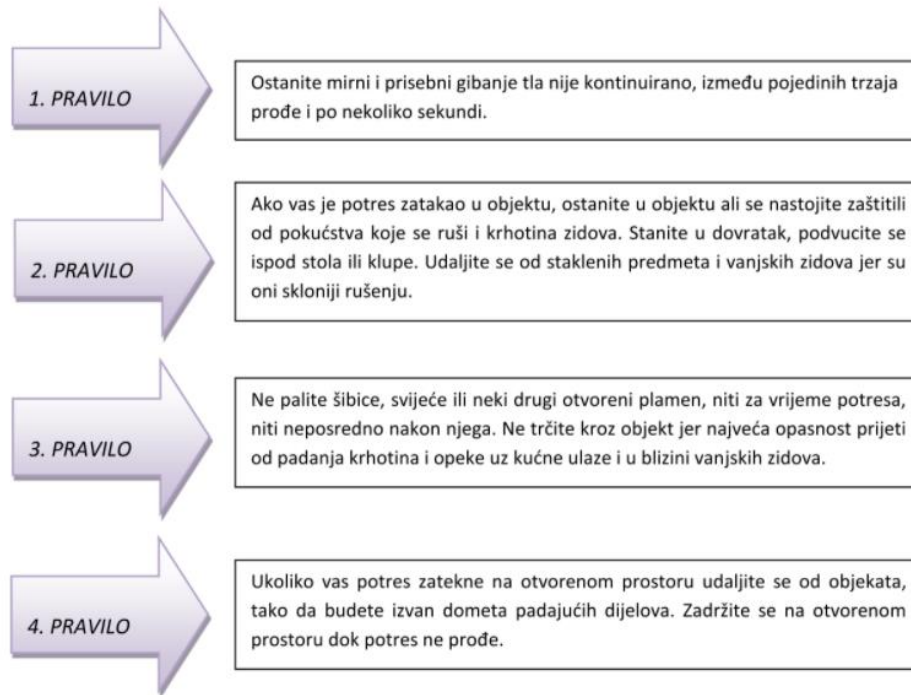 1. PRAVILO
Ostanite mirni i prisebni gibanje tla nije kontinuirano, između pojedinih trzaja
prođe i po nekoliko sekundi.
2. PRAVILO
Ako vas je potres zatakao u objektu, ostanite u objektu ali se nastojite zaštitili
od pokućstva koje se ruši i krhotina zidova. Stanite u dovratak, podvucite se
ispod stola ili klupe. Udaljite se od staklenih predmeta i vanjskih zidova jer su
oni skloniji rušenju.
3. PRAVILO
Ne palite šibice, svijeće ili neki drugi otvoreni plamen, niti za vrijeme potresa,
niti neposredno nakon njega. Ne trčite kroz objekt jer najveća opasnost prijeti
od padanja krhotina i opeke uz kućne ulaze i u blizini vanjskih zidova.
4. PRAVILO
Ukoliko vas potres zatekne na otvorenom prostoru udaljite se od objekata,
tako da budete izvan dometa padajućih dijelova. Zadržite se na otvorenom
prostoru dok potres ne prođe.